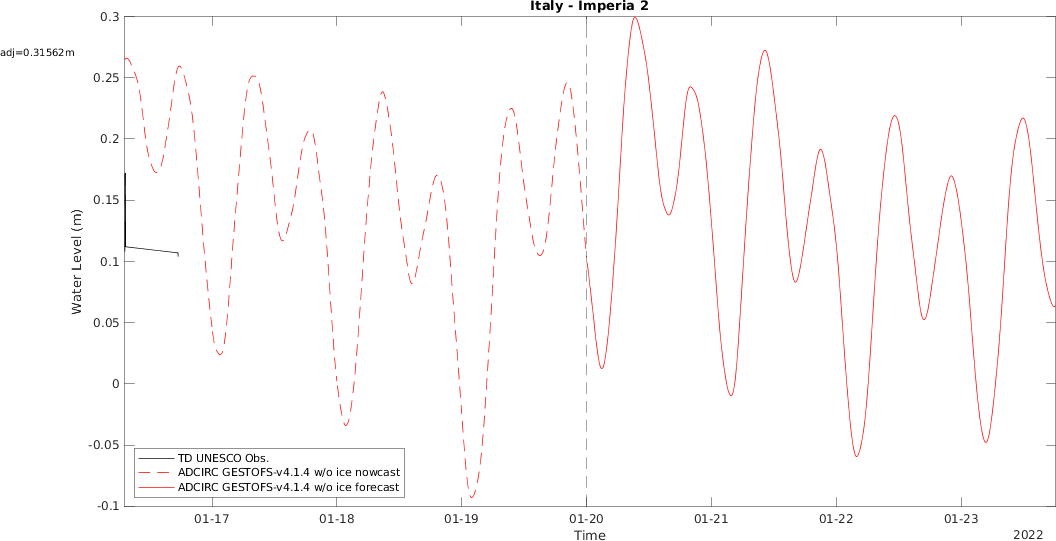 Italy - Imperia 2
adj=0.31562m
0.3
0.25
0.2
0.15
0.1
0.05
0
-0.05
-0.1
Water Level (m)
TD UNESCO Obs.
ADCIRC GESTOFS-v4.1.4 w/o ice nowcast
ADCIRC GESTOFS-v4.1.4 w/o ice forecast
01-17 01-18 01-19 01-20 01-21 01-22 01-23
Time
2022